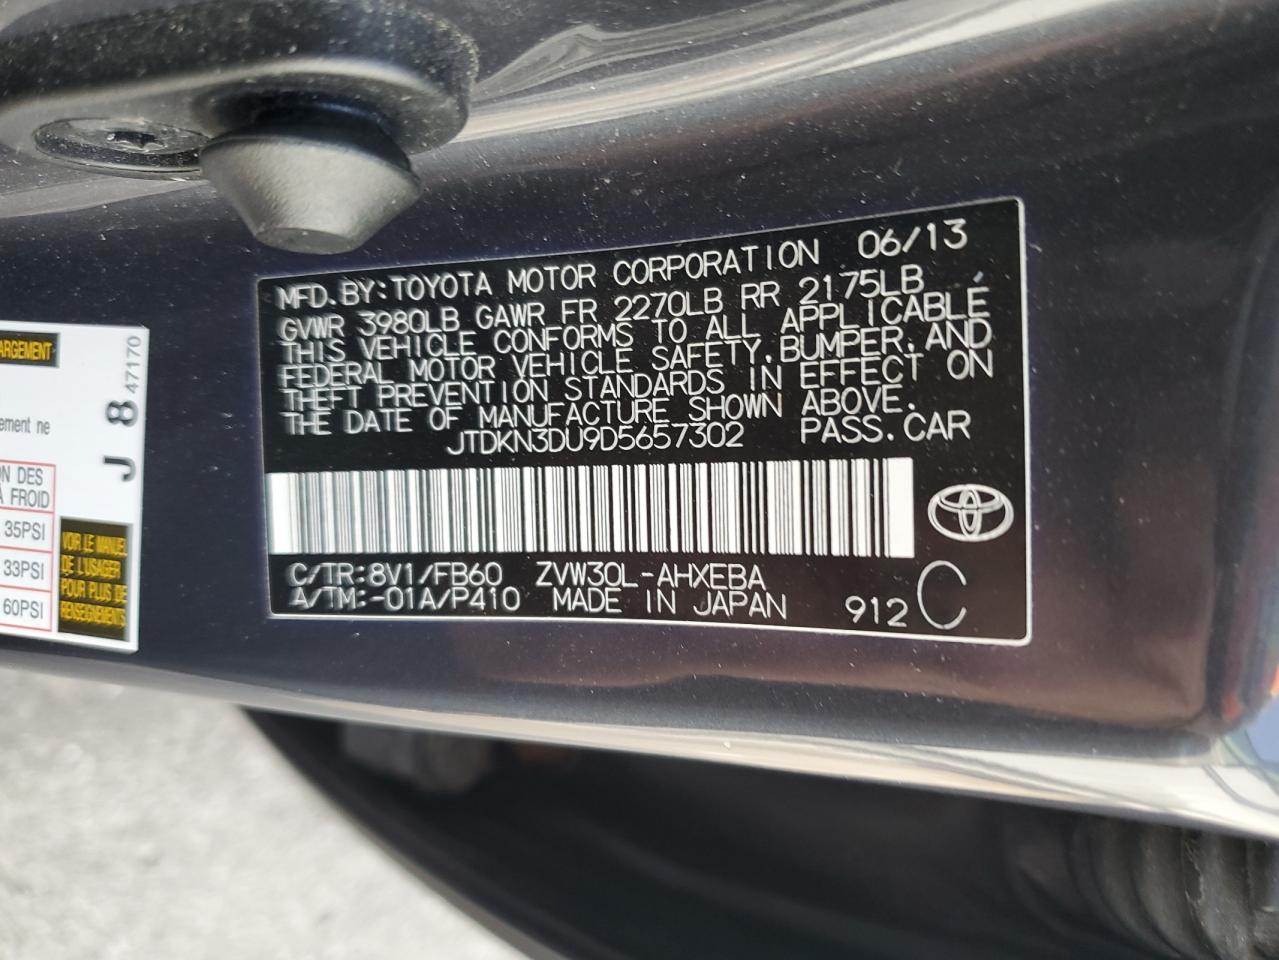 MFD.BY:TOYOTA MOTOR CORPORATION 06/13
GVWR 3980LB GAWR FR 2270LB RR 2175LB
THIS VEHICLE CONFORMS TO ALL APPLICABLE
FEDERAL MOTOR VEHICLE SAFETY,BUMPER,AND
THEFT PREVENTION STANDARDS IN EFFECT ON
THE DATE OF MANUFACTURE SHOWN ABOVE.
JTDKN3DU9D5657302 PASS.CAR
C/TR:8V1/FB60 ZVW30L-AHXEBA
A/TM:-01A/P410 MADE IN JAPAN 912 C
ARGEMENT
ement ne
ON DES
À FROID
35PSI
33PSI
60PSI
VOIR LE MANUEL
DE L'USAGER
POUR PLUS DE
RENSEIGNEMENTS
J 8 47170